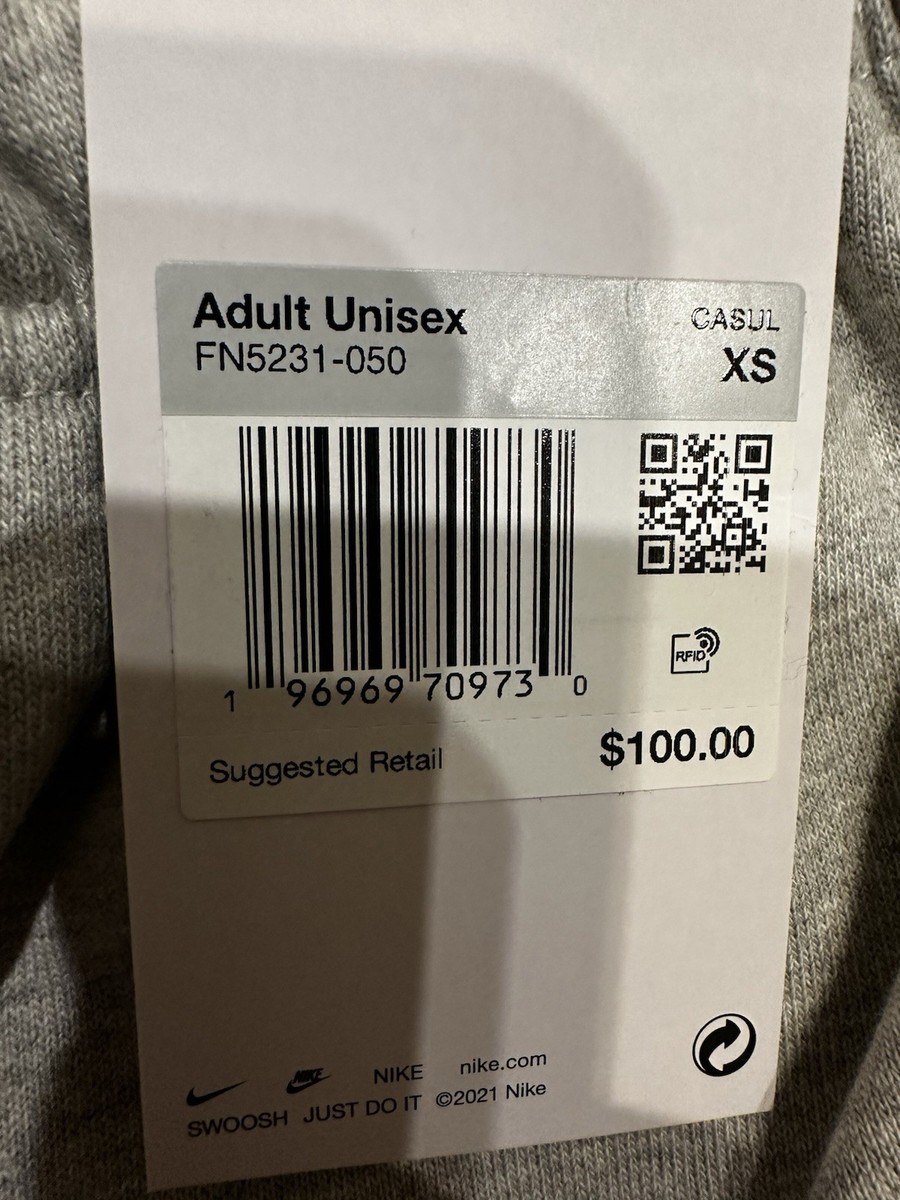 Adult Unisex
FN5231-050
CASUL
XS
1 96969 70973 0
RFID
Suggested Retail
$100.00
NIKE
NIKE nike.com
SWOOSH JUST DO IT ©2021 Nike